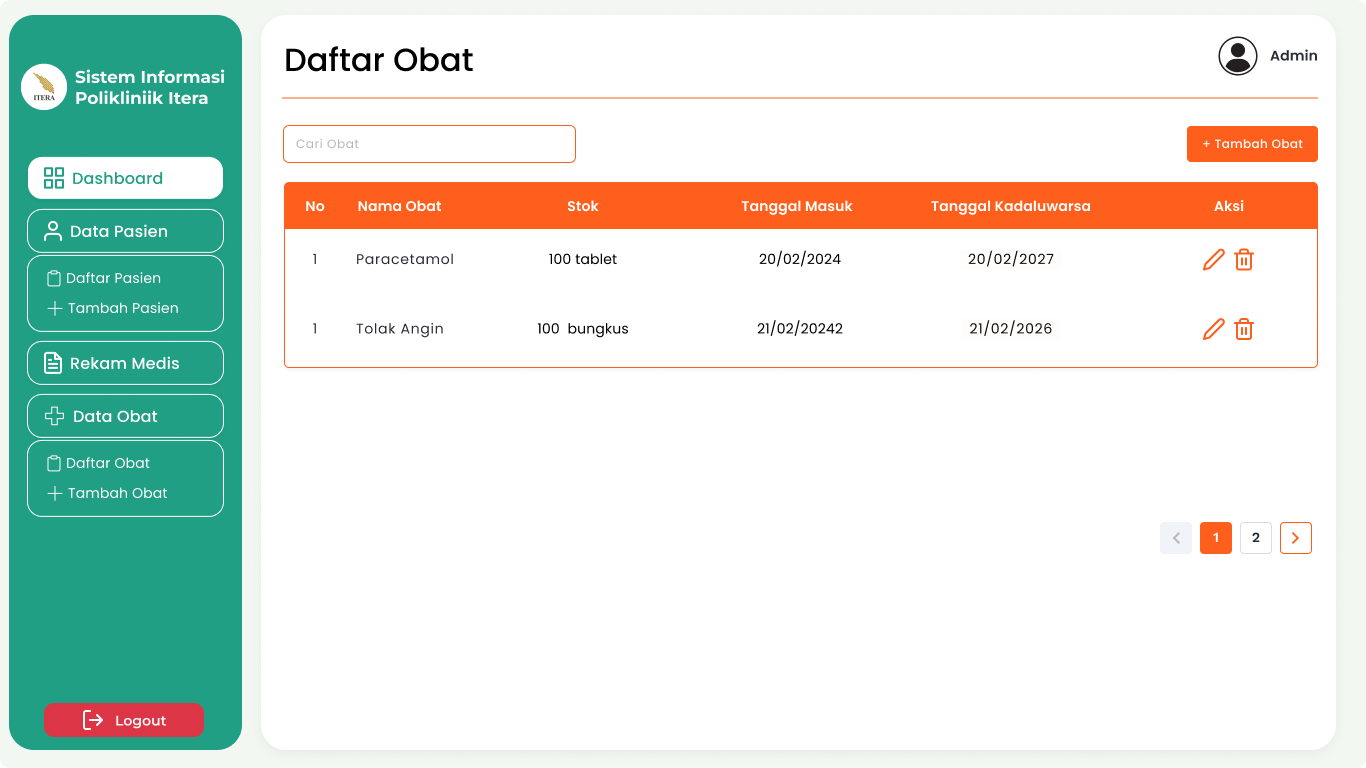 ITERA
Sistem Informasi
Polikliniik Itera
Dashboard
Data Pasien
Daftar Pasien
Tambah Pasien
Rekam Medis
Data Obat
Daftar Obat
Tambah Obat
Logout
Daftar Obat
Admin
Cari Obat
+ Tambah Obat
No Nama Obat Stok Tanggal Masuk Tanggal Kadaluwarsa Aksi
1 Paracetamol 100 tablet 20/02/2024 20/02/2027
1 Tolak Angin 100 bungkus 21/02/20242 21/02/2026
1 2